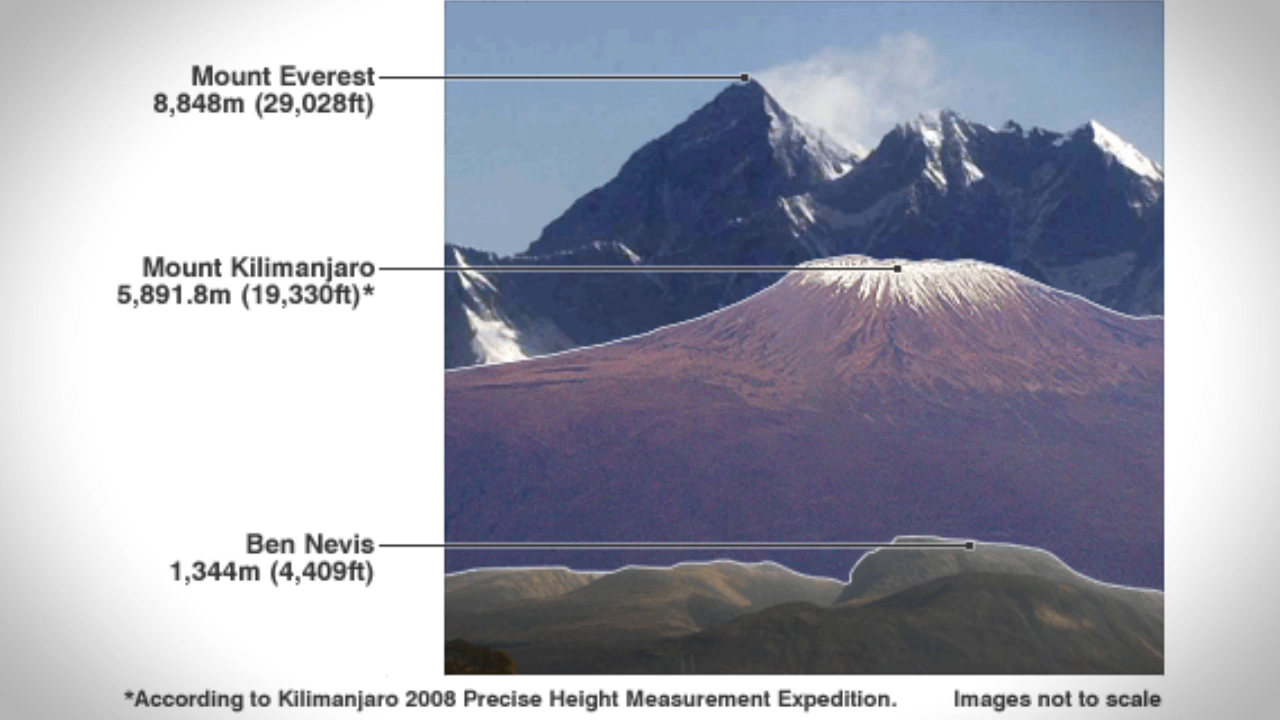 Mount Everest
8,848m (29,028ft)
Mount Kilimanjaro
5,891.8m (19,330ft)*
Ben Nevis
1,344m (4,409ft)
*According to Kilimanjaro 2008 Precise Height Measurement Expedition.
Images not to scale